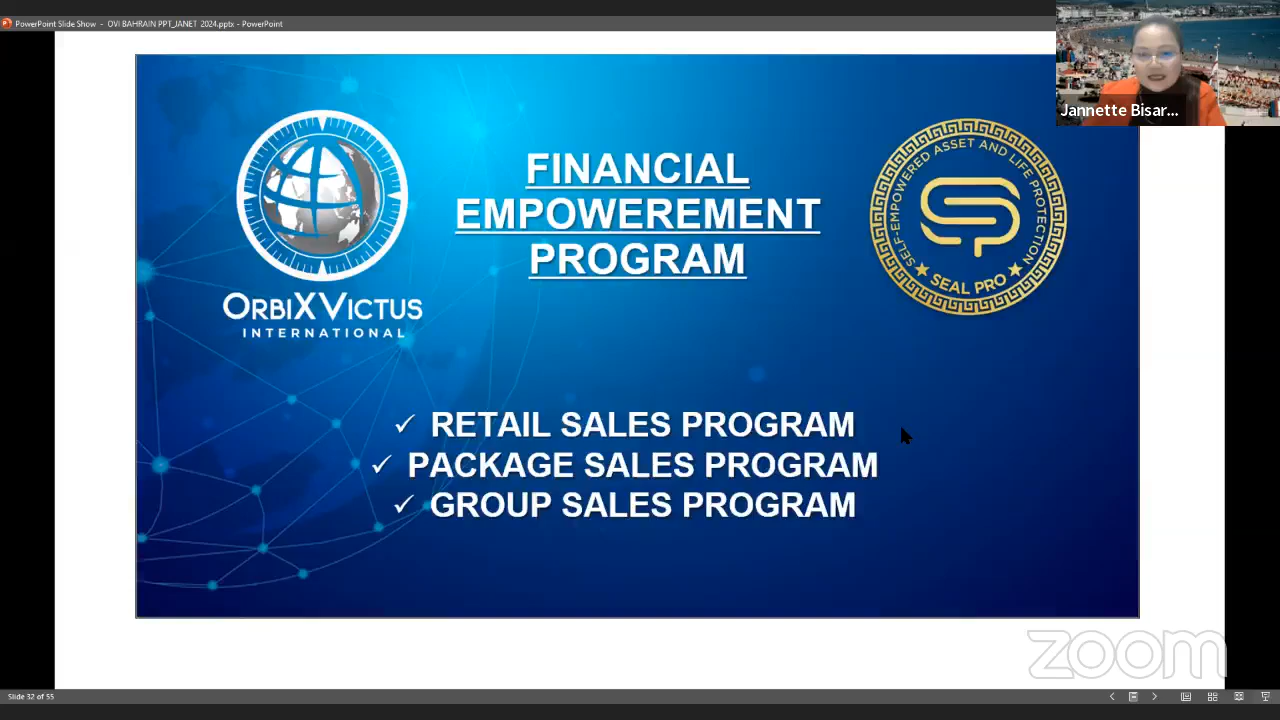 PowerPoint Slide Show - OVI BAHRAIN PPT_JANET 2024.pptx - PowerPoint
Jannette Bisar...
FINANCIAL
EMPOWEREMENT
PROGRAM
ORBIXVICTUS
INTERNATIONAL
SELF-EMPOWERED ASSET AND LIFE PROTECTION
SEAL PRO
✓ RETAIL SALES PROGRAM
✓ PACKAGE SALES PROGRAM
✓ GROUP SALES PROGRAM
zoom
Slide 32 of 55